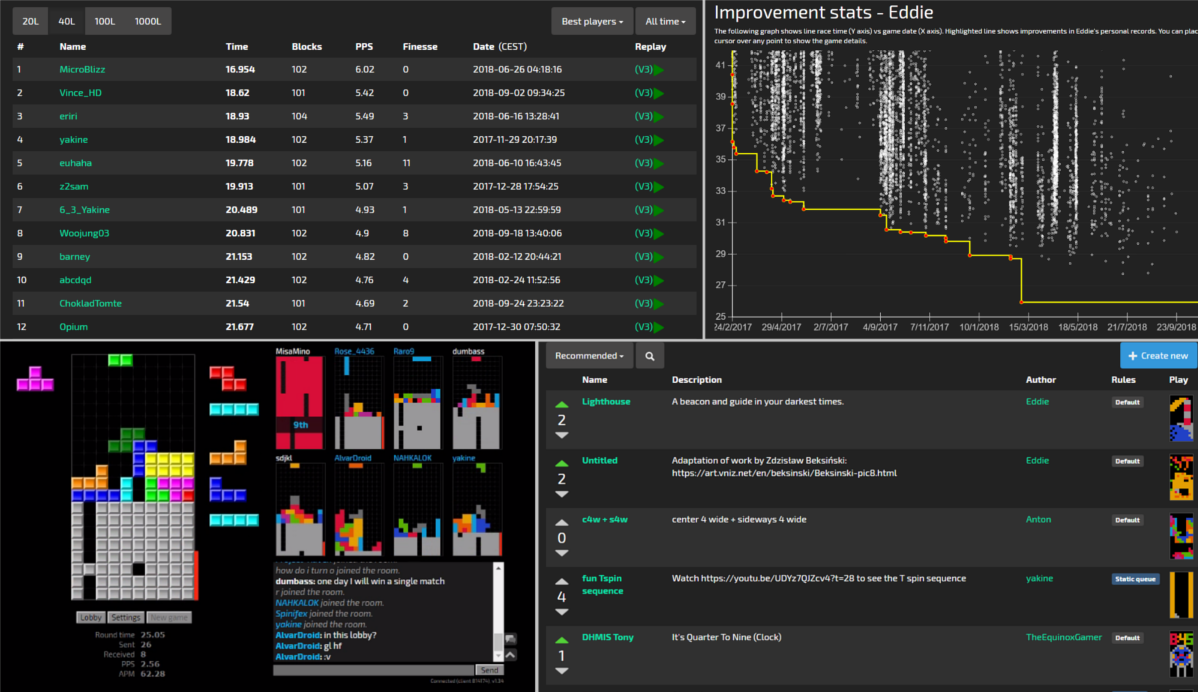 20L 40L 100L 1000L Best players All time
# Name Time Blocks PPS Finesse Date (CEST) Replay
1 MicroBlizz 16.954 102 6.02 0 2018-06-26 04:18:16 (V3)
2 Vince_HD 18.62 101 5.42 0 2018-09-02 09:34:25 (V3)
3 eriri 18.93 104 5.49 3 2018-06-16 13:28:41 (V3)
4 yakine 18.984 102 5.37 1 2017-11-29 20:17:39 (V3)
5 euhaha 19.778 102 5.16 11 2018-06-10 16:43:45 (V3)
6 z2sam 19.913 101 5.07 3 2017-12-28 17:54:25 (V3)
7 6_3_Yakine 20.489 101 4.93 1 2018-05-13 22:59:59 (V3)
8 Woojung03 20.831 102 4.9 8 2018-09-18 13:40:06 (V3)
9 barney 21.153 102 4.82 0 2018-02-12 20:44:21 (V3)
10 abcdqd 21.429 102 4.76 4 2018-02-24 11:52:56 (V3)
11 ChokladTomte 21.54 101 4.69 2 2018-09-24 23:23:22 (V3)
12 Opium 21.677 102 4.71 0 2017-12-30 07:50:32 (V3)
Improvement stats - Eddie
The following graph shows line race time (Y axis) vs game date (X axis). Highlighted line shows improvements in Eddie's personal records. You can plac
cursor over any point to show the game details.
41
39
37
35
33
31
29
27
25
24/2/2017 29/4/2017 2/7/2017 4/9/2017 7/11/2017 10/1/2018 15/3/2018 18/5/2018 21/7/2018 23/9/2018
MisaMino Rose_4436 Raro9 dumbass
9th
sdjkl AlvarDroid NAHKALOK yakine
joined the room.
how do i turn a joined the room.
dumbass: one day I will win a single match
r joined the room.
NAHKALOK joined the room.
Spinifex joined the room.
yakine joined the room.
AlvarDroid: in this lobby?
AlvarDroid: gl hf
AlvarDroid: :v
Send
Lobby Settings New game
Round time 25.05
Sent 26
Received 8
PPS 2.56
APM 62.28
Recommended Create new
Name Description Author Rules Play
Lighthouse A beacon and guide in your darkest times. Eddie Default
2
Untitled Adaptation of work by Zdzisław Beksiński: Eddie Default
https://art.vniz.net/en/beksinski/Beksinski-pic8.html
2
c4w + s4w center 4 wide + sideways 4 wide Anton Default
0
fun Tspin Watch https://youtu.be/UDYz7QJZcv4?t=28 to see the T spin sequence yakine Static queue
sequence
4
DHMIS Tony It's Quarter To Nine (Clock) TheEquinoxGamer Default
1